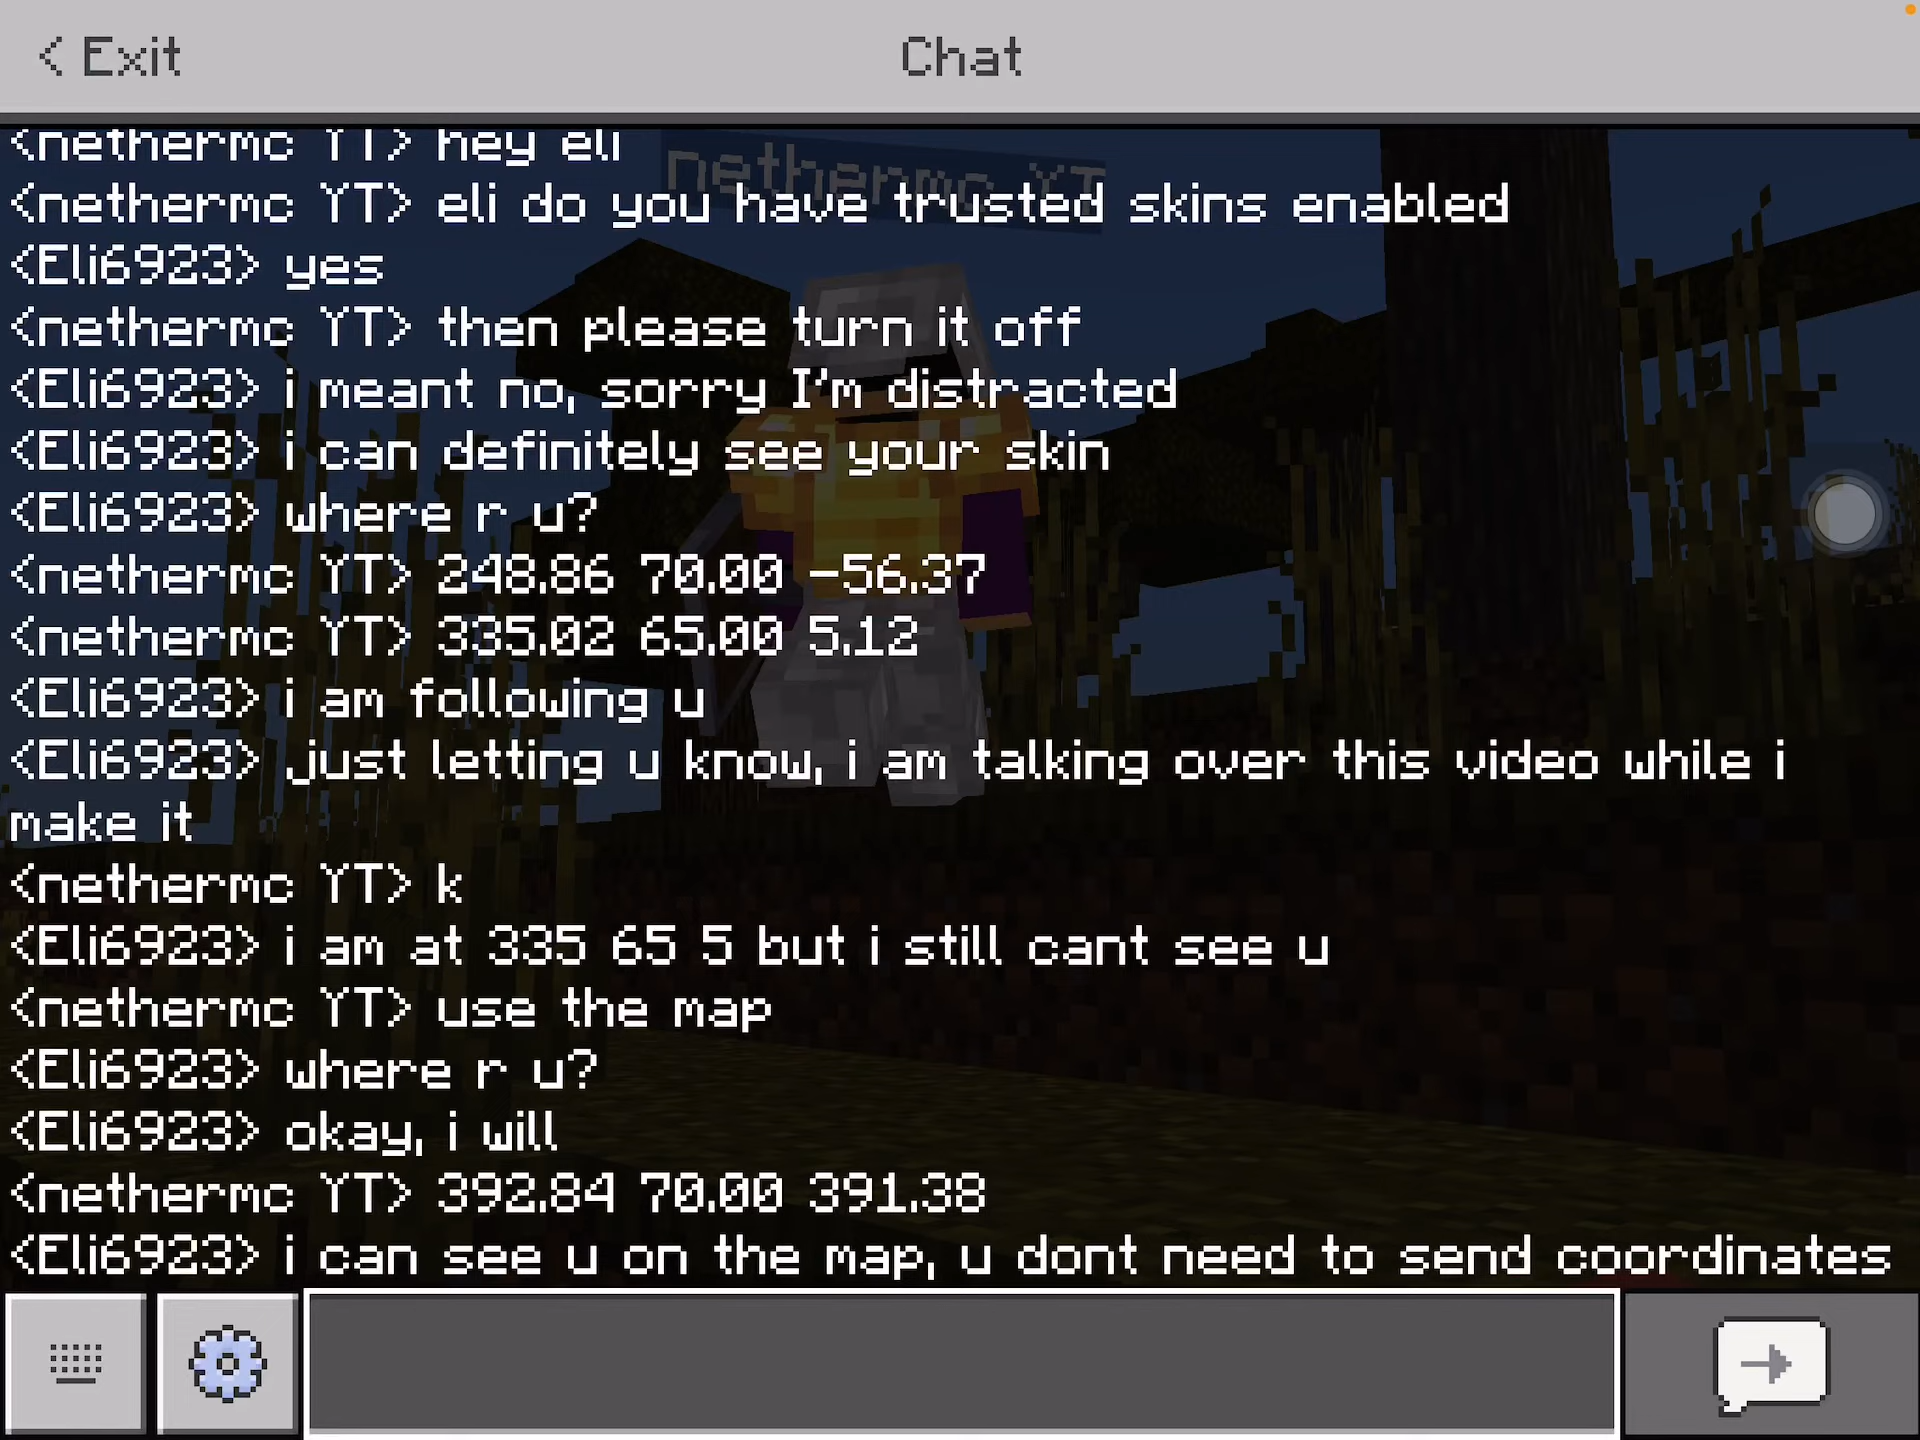 < Exit
Chat
<nethermc YT> hey eli
nethermc YT
<nethermc YT> eli do you have trusted skins enabled
<Eli6923> yes
<nethermc YT> then please turn it off
<Eli6923> i meant no, sorry I'm distracted
<Eli6923> i can definitely see your skin
<Eli6923> where r u?
<nethermc YT> 248.86 70.00 -56.37
<nethermc YT> 335.02 65.00 5.12
<Eli6923> i am following u
<Eli6923> just letting u know, i am talking over this video while i
make it
<nethermc YT> k
<Eli6923> i am at 335 65 5 but i still cant see u
<nethermc YT> use the map
<Eli6923> where r u?
<Eli6923> okay, i will
<nethermc YT> 392.84 70.00 391.38
<Eli6923> i can see u on the map, u dont need to send coordinates